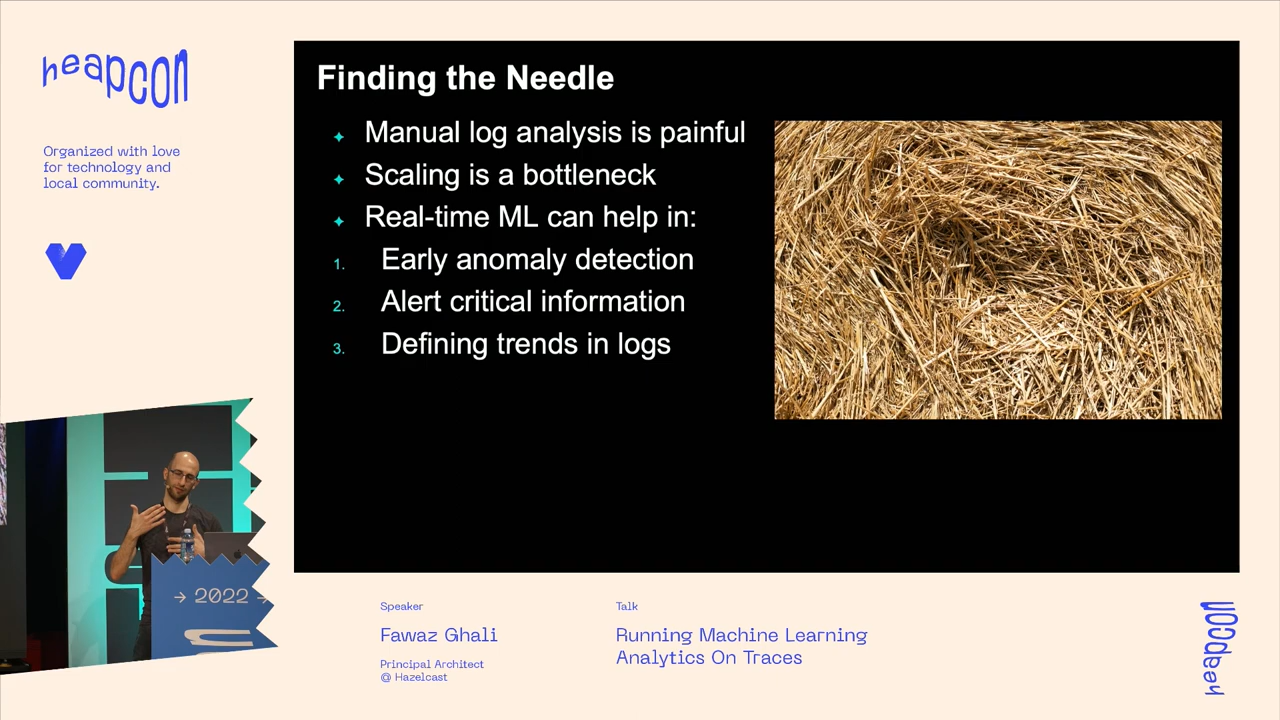 heapcon
Organized with love
for technology and
local community.
Finding the Needle
✦ Manual log analysis is painful
✦ Scaling is a bottleneck
✦ Real-time ML can help in:
1. Early anomaly detection
2. Alert critical information
3. Defining trends in logs
→ 2022 →
Speaker
Fawaz Ghali
Principal Architect
@ Hazelcast
Talk
Running Machine Learning
Analytics On Traces
heapcon